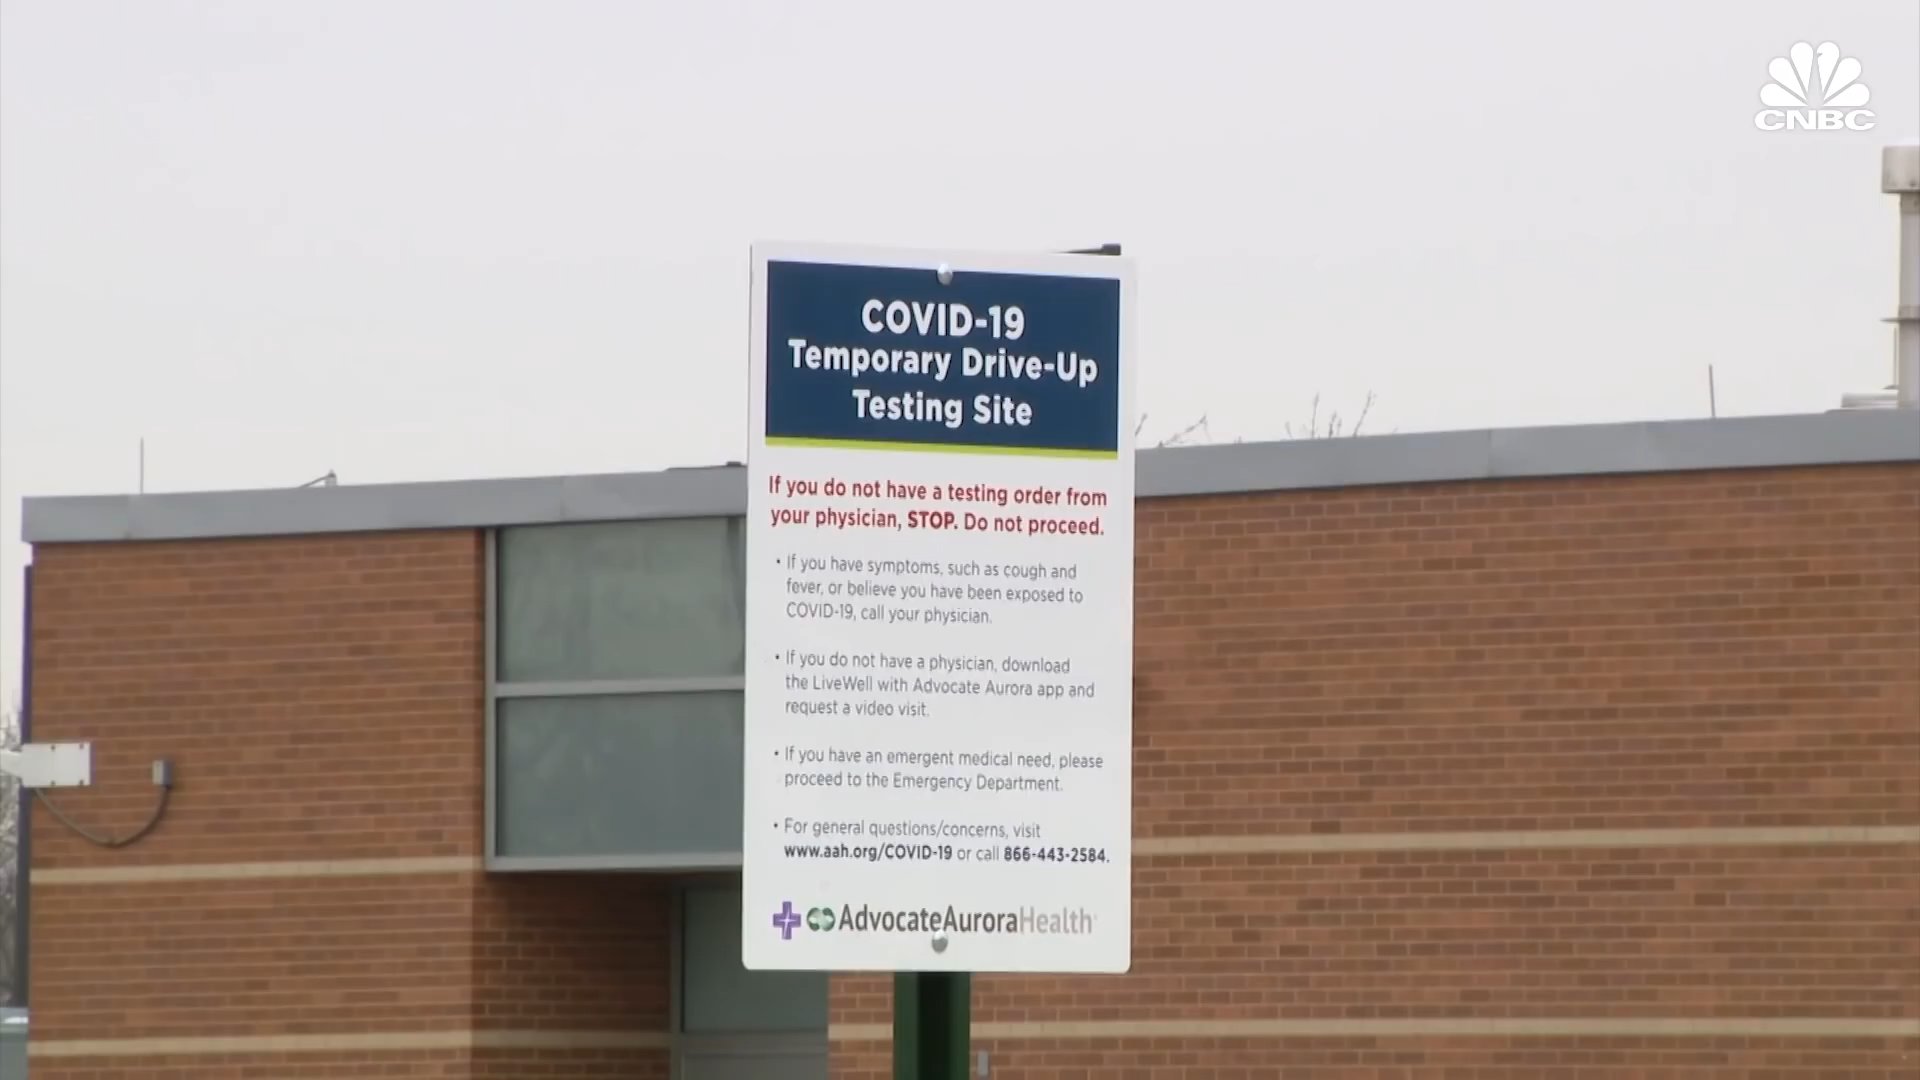 CNBC
COVID-19
Temporary Drive-Up
Testing Site
If you do not have a testing order from
your physician, STOP. Do not proceed.
• If you have symptoms, such as cough and
fever, or believe you have been exposed to
COVID-19, call your physician.
• If you do not have a physician, download
the LiveWell with Advocate Aurora app and
request a video visit.
• If you have an emergent medical need, please
proceed to the Emergency Department.
• For general questions/concerns, visit
www.aah.org/COVID-19 or call 866-443-2584.
AdvocateAuroraHealth